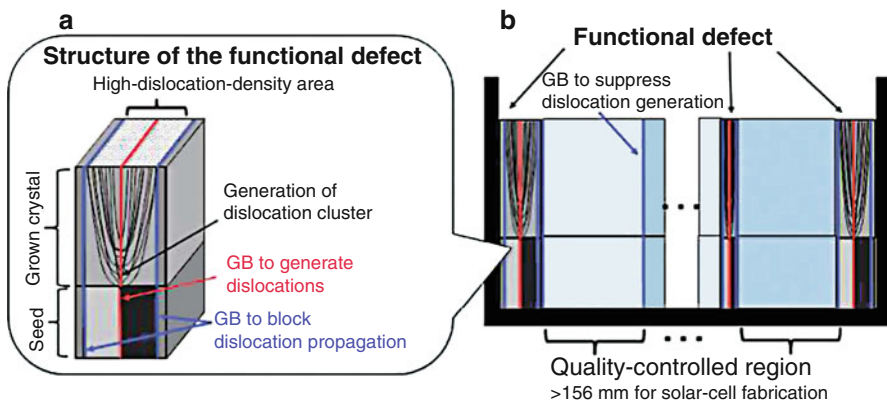 a
Structure of the functional defect
High-dislocation-density area
Grown crystal
Seed
Generation of
dislocation cluster
GB to generate
dislocations
GB to block
dislocation propagation
b
Functional defect
GB to suppress
dislocation generation
Quality-controlled region
>156 mm for solar-cell fabrication